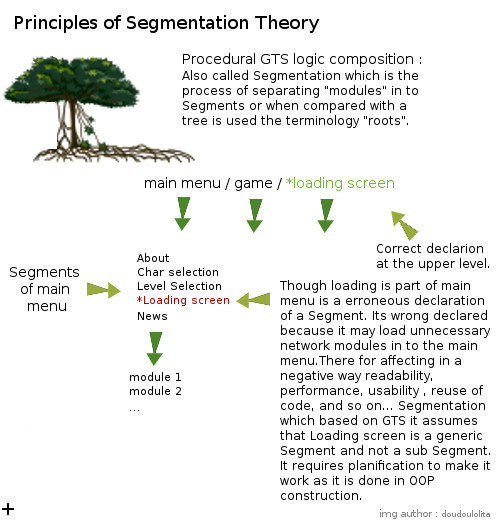 Principles of Segmentation Theory
Procedural GTS logic composition :
Also called Segmentation which is the
process of separating "modules" in to
Segments or when compared with a
tree is used the terminology "roots".
main menu / game / *loading screen
Correct declarion
at the upper level.
Segments
of main
menu
About
Char selection
Level Selection
*Loading screen
News
module 1
module 2
...
Though loading is part of main
menu is a erroneous declaration
of a Segment. Its wrong declared
because it may load unnecessary
network modules in to the main
menu.There for affecting in a
negative way readability,
performance, usability , reuse of
code, and so on... Segmentation
which based on GTS it assumes
that Loading screen is a generic
Segment and not a sub Segment.
It requires planification to make it
work as it is done in OOP
construction.
+
img author : doudoulolita